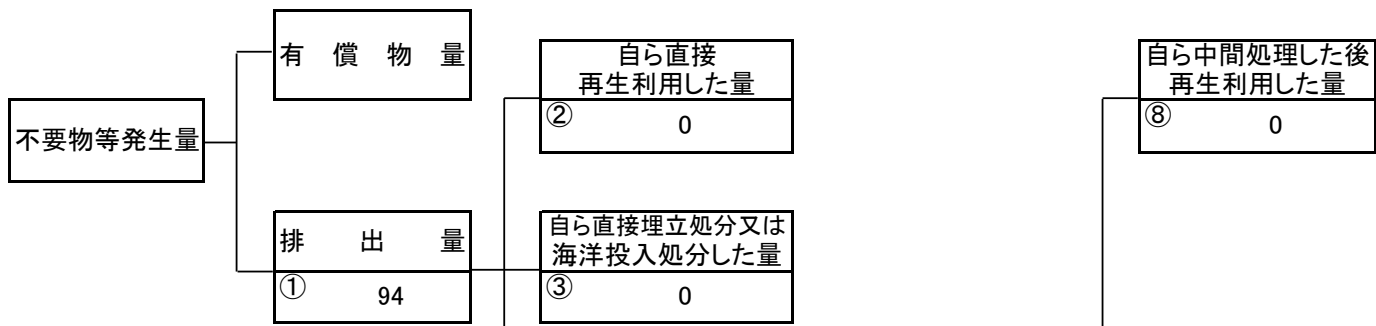 有償物量
自ら直接
再生利用した量
② 0
自ら中間処理した後
再生利用した量
⑧ 0
不要物等発生量
排出量
① 94
自ら直接埋立処分又は
海洋投入処分した量
③ 0